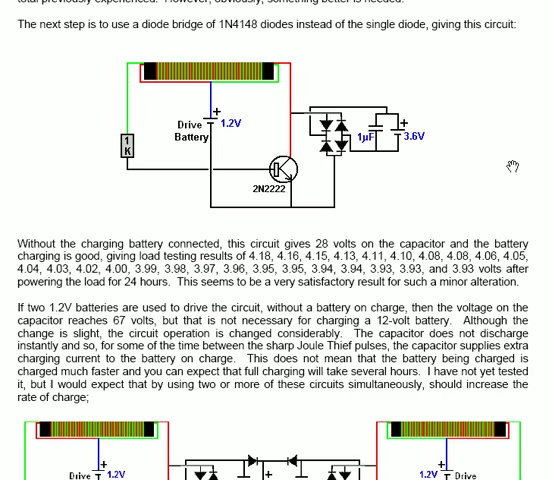 total previously experienced. However, obviously, something better is needed.
The next step is to use a diode bridge of 1N4148 diodes instead of the single diode, giving this circuit:
+
Drive 1.2V
Battery
1
K
1µF
+
3.6V
2N2222
Without the charging battery connected, this circuit gives 28 volts on the capacitor and the battery
charging is good, giving load testing results of 4.18, 4.16, 4.15, 4.13, 4.11, 4.10, 4.08, 4.08, 4.06, 4.05,
4.04, 4.03, 4.02, 4.00, 3.99, 3.98, 3.97, 3.96, 3.95, 3.95, 3.94, 3.94, 3.93, 3.93, and 3.93 volts after
powering the load for 24 hours. This seems to be a very satisfactory result for such a minor alteration.
If two 1.2V batteries are used to drive the circuit, without a battery on charge, then the voltage on the
capacitor reaches 67 volts, but that is not necessary for charging a 12-volt battery. Although the
change is slight, the circuit operation is changed considerably. The capacitor does not discharge
instantly and so, for some of the time between the sharp Joule Thief pulses, the capacitor supplies extra
charging current to the battery on charge. This does not mean that the battery being charged is
charged much faster and you can expect that full charging will take several hours. I have not yet tested
it, but I would expect that by using two or more of these circuits simultaneously, should increase the
rate of charge;
+
Drive 1.2V
+
+
1.2V Drive